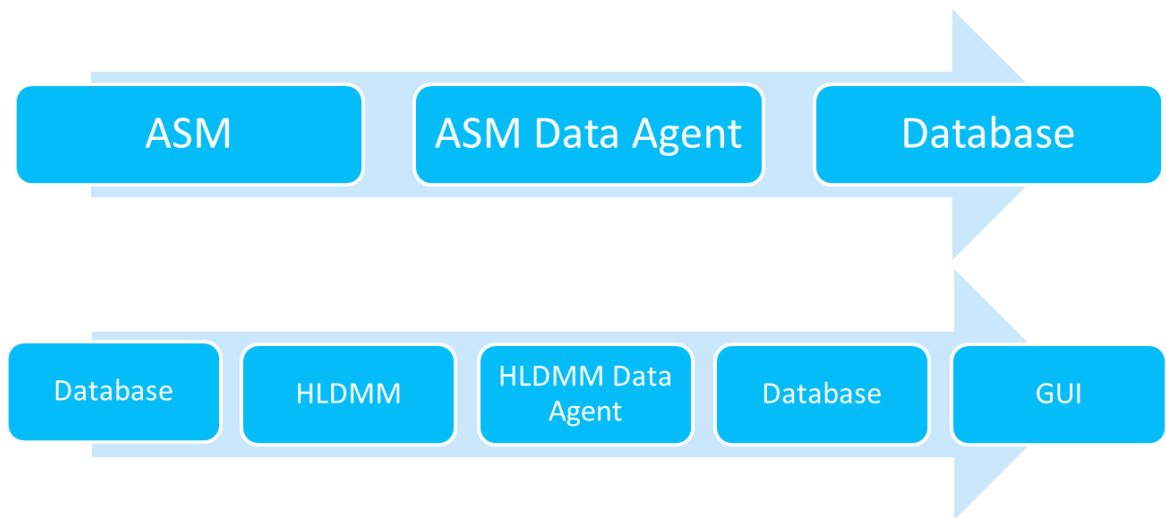 ASM
ASM Data Agent
Database
Database
HLDMM
HLDMM Data
Agent
Database
GUI